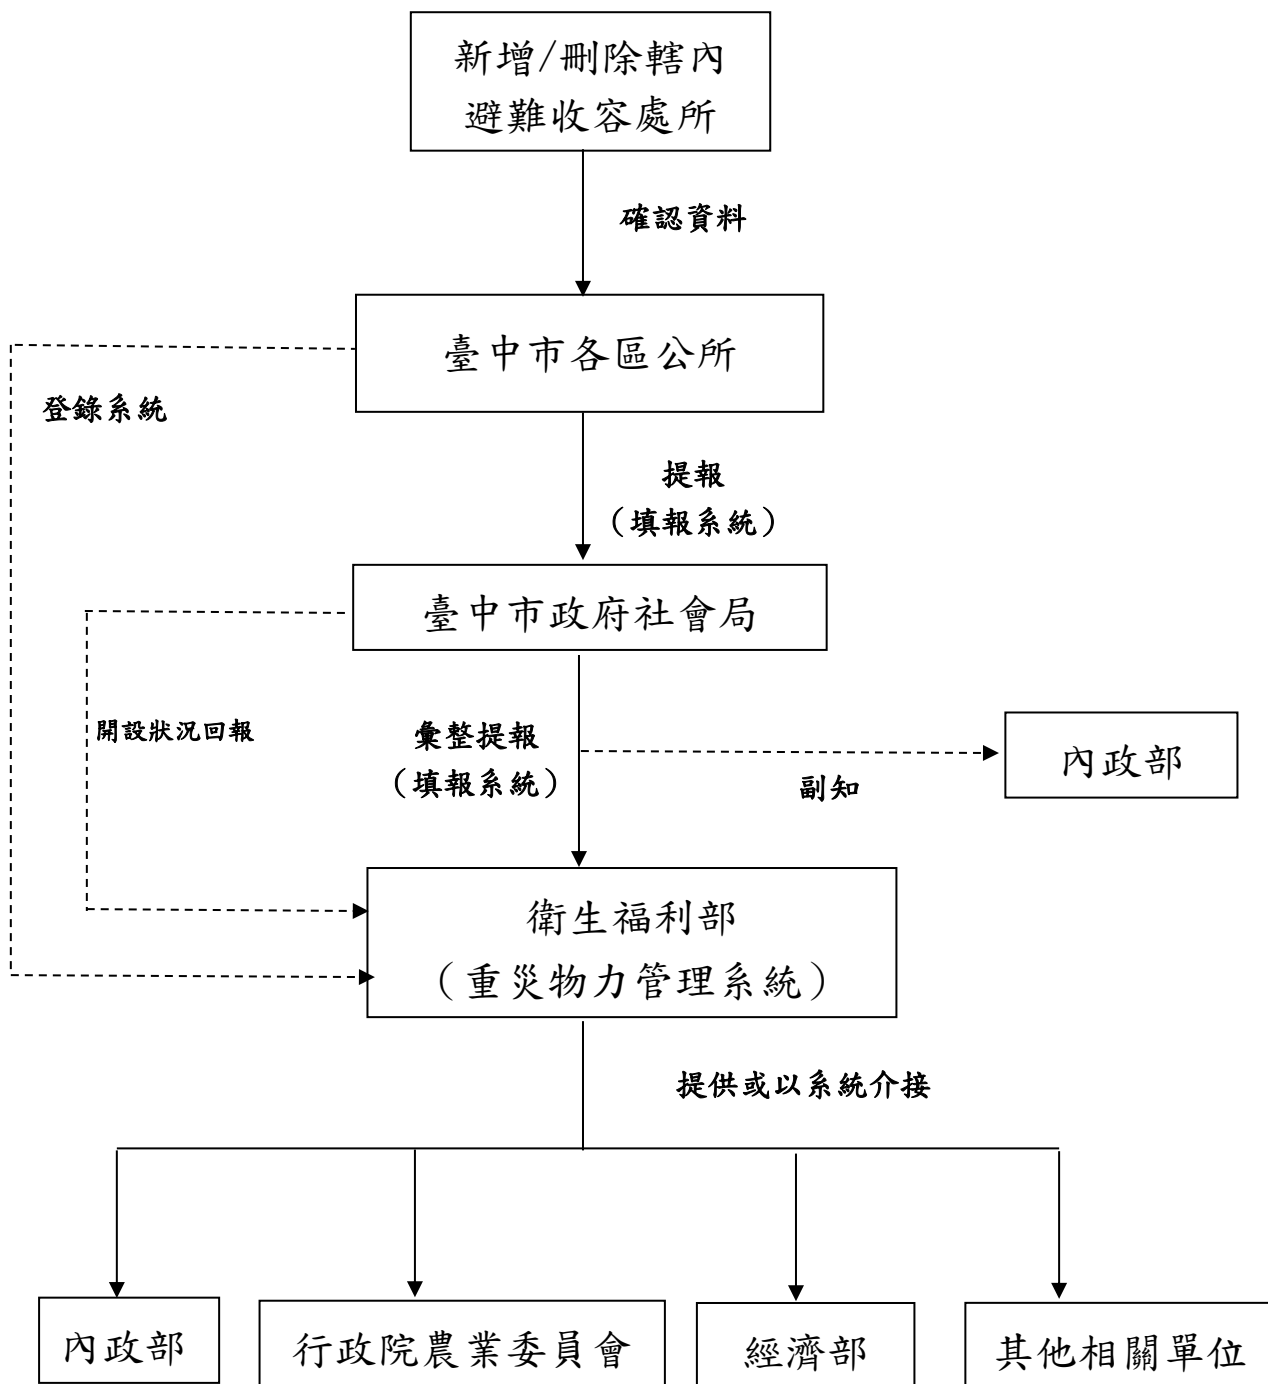 新增/刪除轄內
避難收容處所
確認資料
臺中市各區公所
登錄系統
提報
（填報系統）
臺中市政府社會局
開設狀況回報
彙整提報
（填報系統）
副知
內政部
衛生福利部
（重災物力管理系統）
提供或以系統介接
內政部
行政院農業委員會
經濟部
其他相關單位